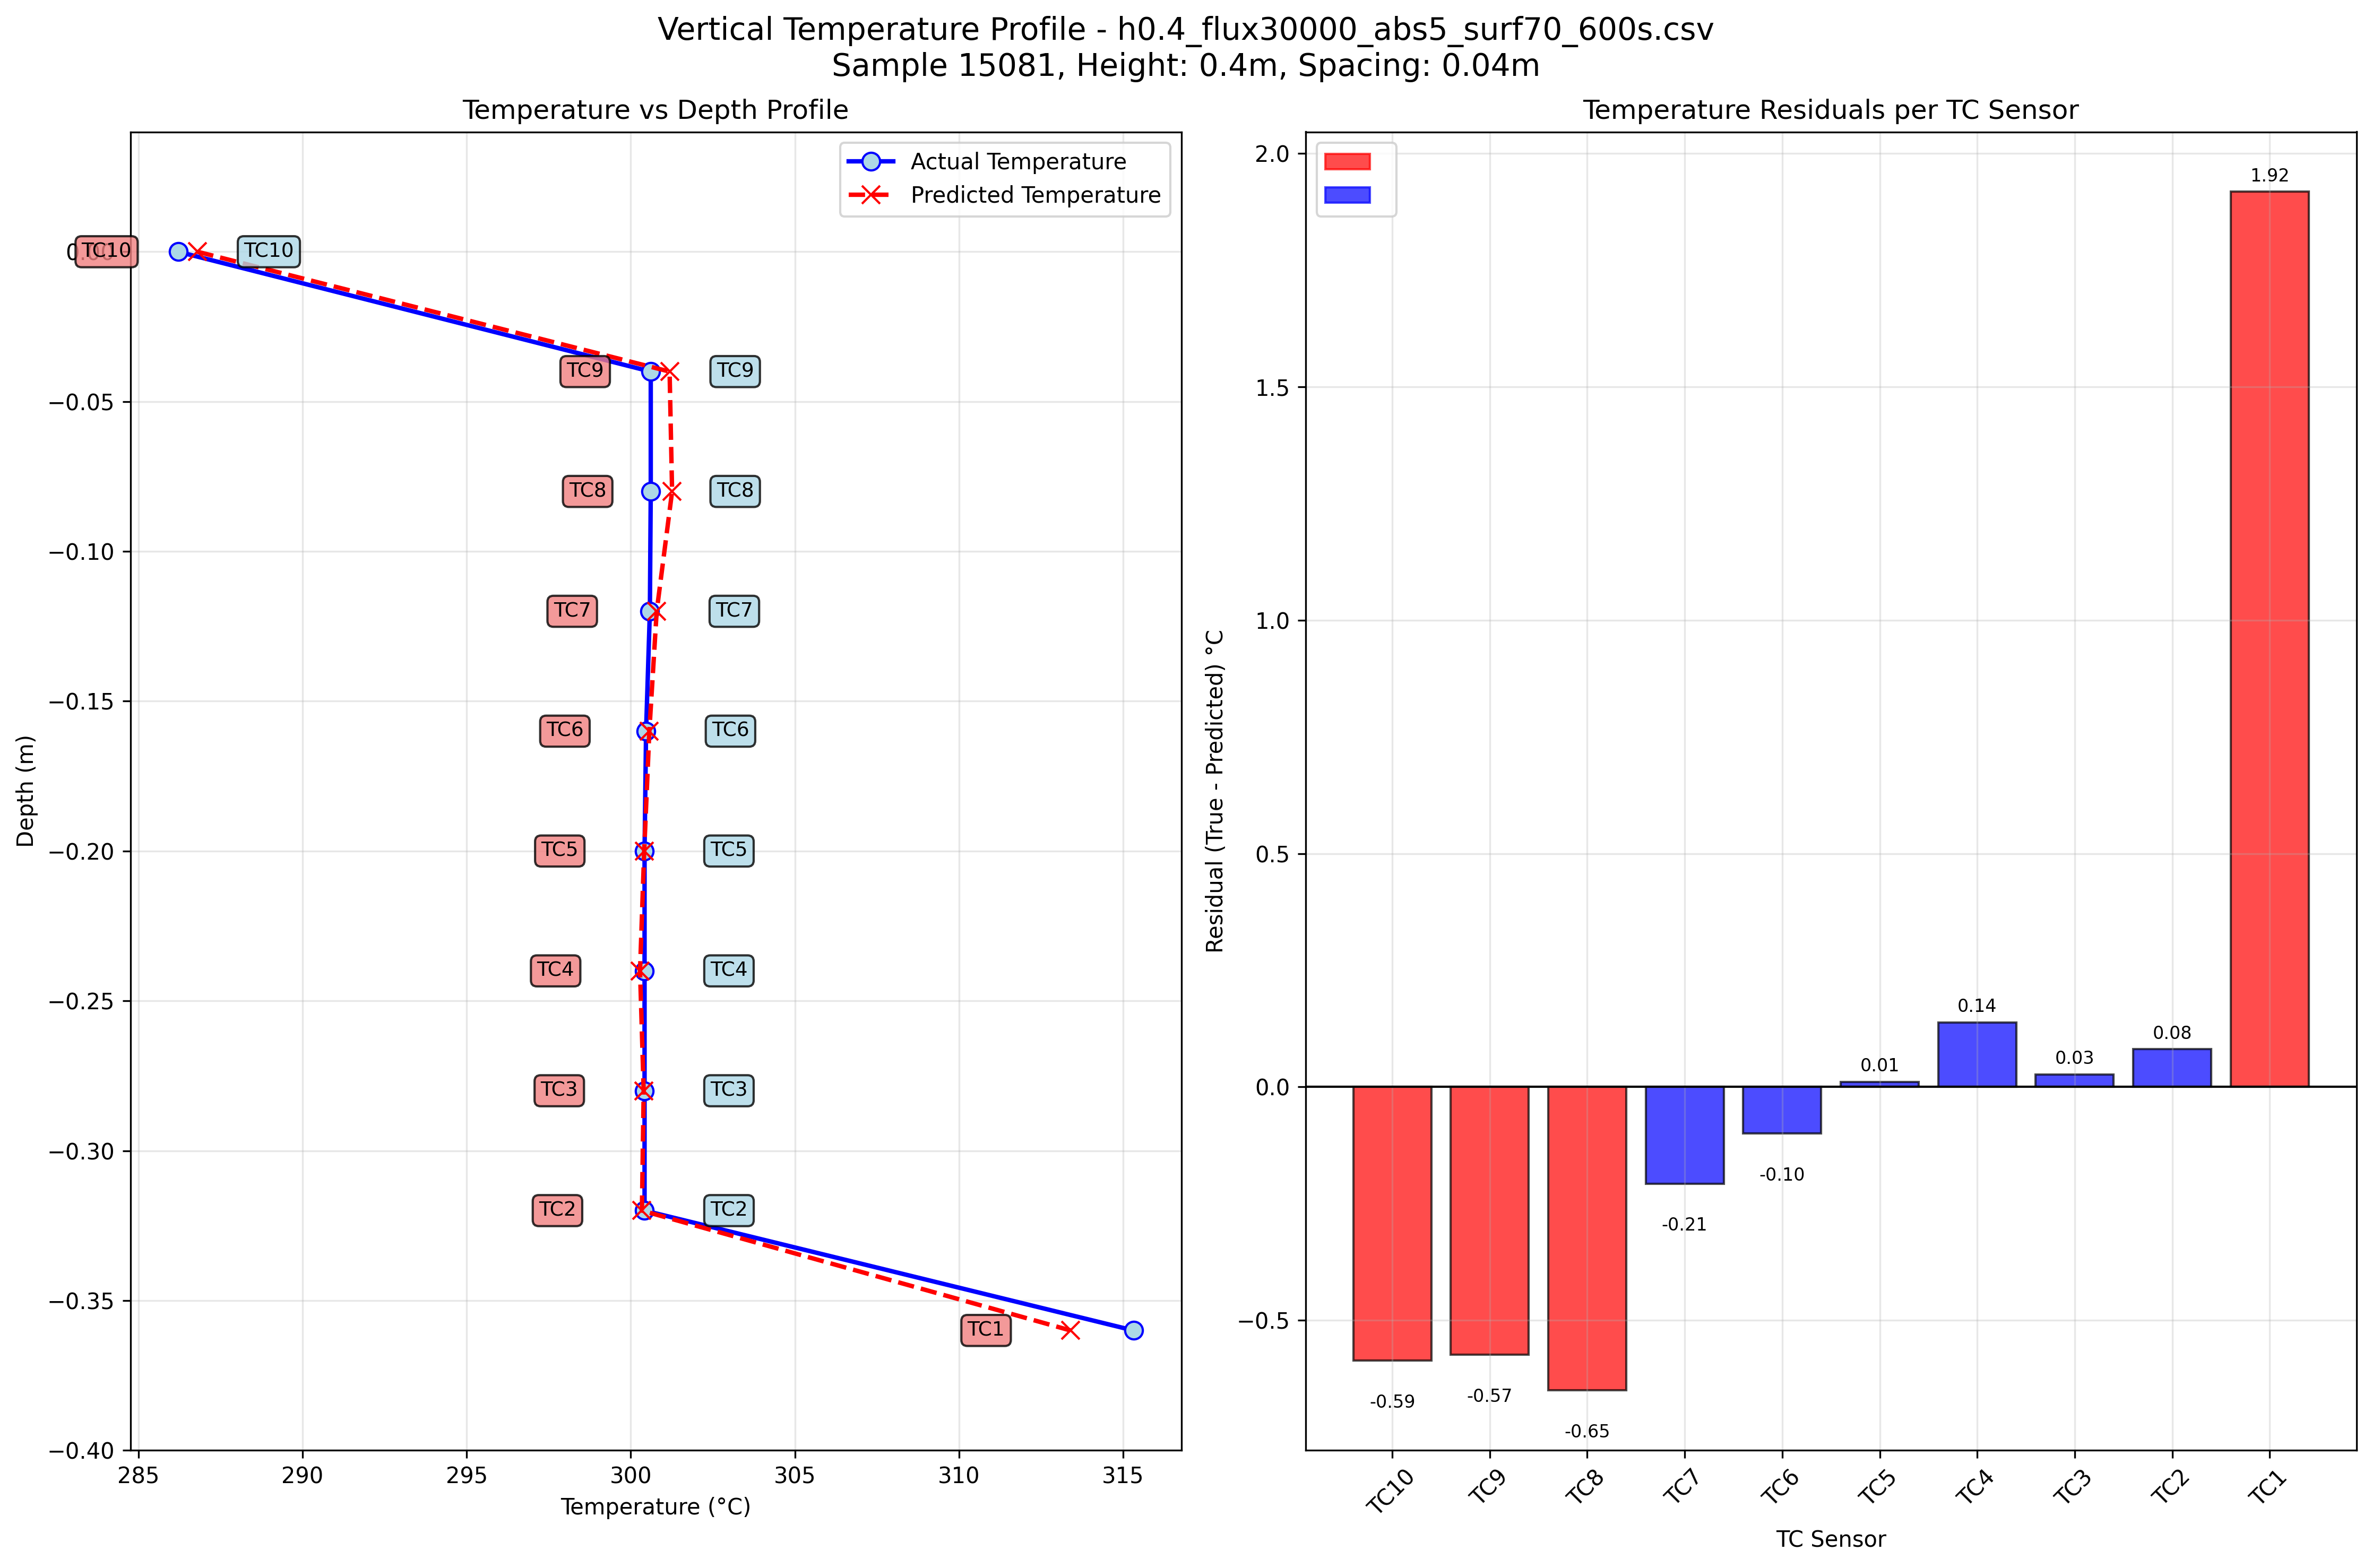 Vertical Temperature Profile - h0.4_flux30000_abs5_surf70_600s.csv
Sample 15081, Height: 0.4m, Spacing: 0.04m
Temperature vs Depth Profile
Actual Temperature
Predicted Temperature
TC10
TC10
TC9
TC9
TC8
TC8
TC7
TC7
TC6
TC6
TC5
TC5
TC4
TC4
TC3
TC3
TC2
TC2
TC1
0.00
−0.05
−0.10
−0.15
−0.20
−0.25
−0.30
−0.35
−0.40
Depth (m)
285
290
295
300
305
310
315
Temperature (°C)
Temperature Residuals per TC Sensor
2.0
1.5
1.0
0.5
0.0
−0.5
Residual (True - Predicted) °C
-0.59
-0.57
-0.65
-0.21
-0.10
0.01
0.14
0.03
0.08
1.92
TC10
TC9
TC8
TC7
TC6
TC5
TC4
TC3
TC2
TC1
TC Sensor